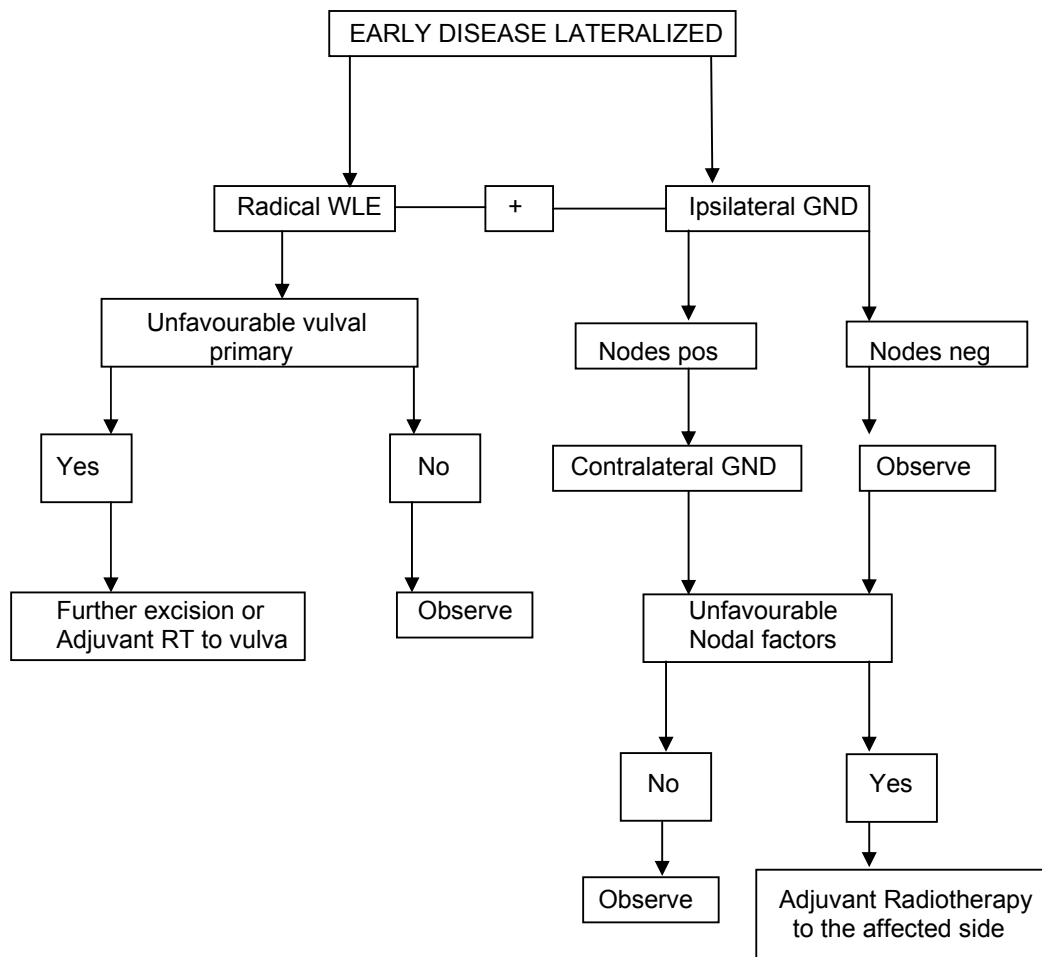 EARLY DISEASE LATERALIZED
Radical WLE
+
Ipsilateral GND
Unfavourable vulval
primary
Nodes pos
Nodes neg
Yes
No
Contralateral GND
Observe
Further excision or
Adjuvant RT to vulva
Observe
Unfavourable
Nodal factors
No
Yes
Observe
Adjuvant Radiotherapy
to the affected side